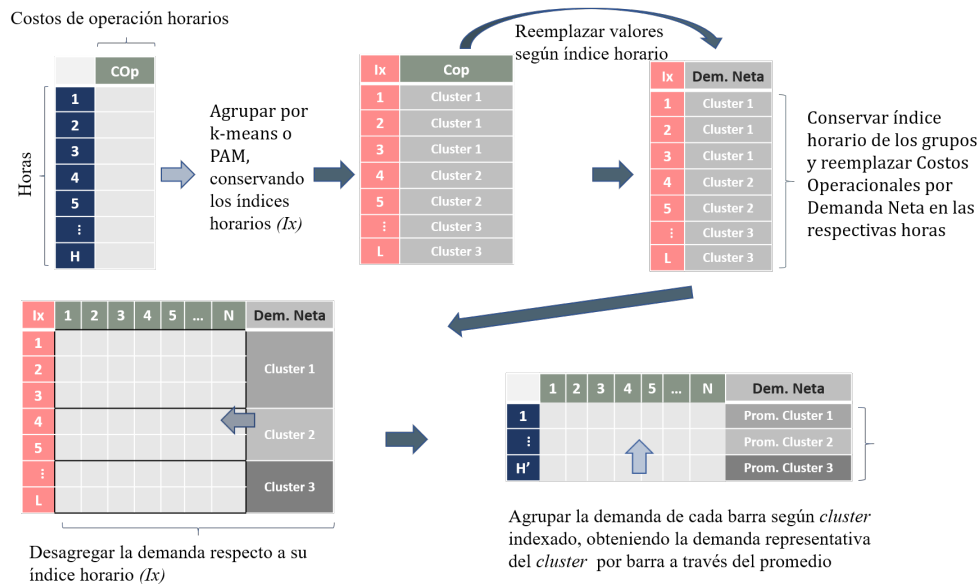 Costos de operación horarios
COp
1
2
3
4
5
⋮
H
Horas
Agrupar por
k-means o
PAM,
conservando
los índices
horarios (Ix)
Ix Cop
1 Cluster 1
2 Cluster 1
3 Cluster 1
4 Cluster 2
5 Cluster 2
⋮ Cluster 3
L Cluster 3
Reemplazar valores
según índice horario
Ix Dem. Neta
1 Cluster 1
2 Cluster 1
3 Cluster 1
4 Cluster 2
5 Cluster 2
⋮ Cluster 3
L Cluster 3
Conservar índice
horario de los grupos
y reemplazar Costos
Operacionales por
Demanda Neta en las
respectivas horas
Ix 1 2 3 4 5 ... N Dem. Neta
1
2 Cluster 1
3
4 Cluster 2
5
⋮ Cluster 3
L
Desagregar la demanda respecto a su
índice horario (Ix)
1 2 3 4 5 ... N Dem. Neta
1 Prom. Cluster 1
⋮ Prom. Cluster 2
H' Prom. Cluster 3
Agrupar la demanda de cada barra según cluster
indexado, obteniendo la demanda representativa
del cluster por barra a través del promedio